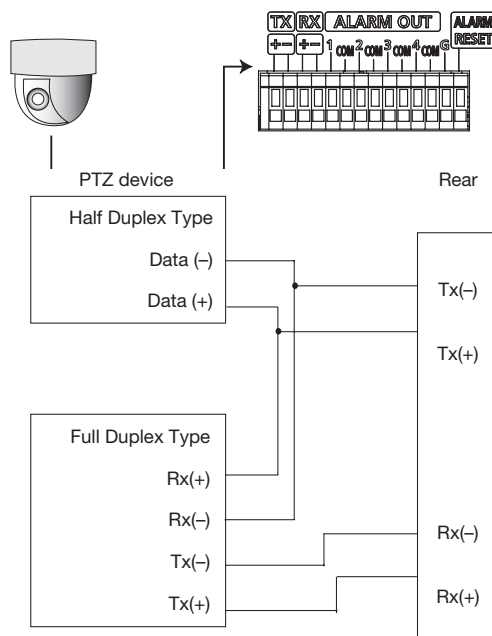 TX RX ALARM OUT ALARM RESET
+ − + − 1 COM 2 COM 3 COM 4 COM G
PTZ device
Rear
Half Duplex Type
Data (–)
Data (+)
Tx(–)
Tx(+)
Full Duplex Type
Rx(+)
Rx(–)
Tx(–)
Tx(+)
Rx(–)
Rx(+)